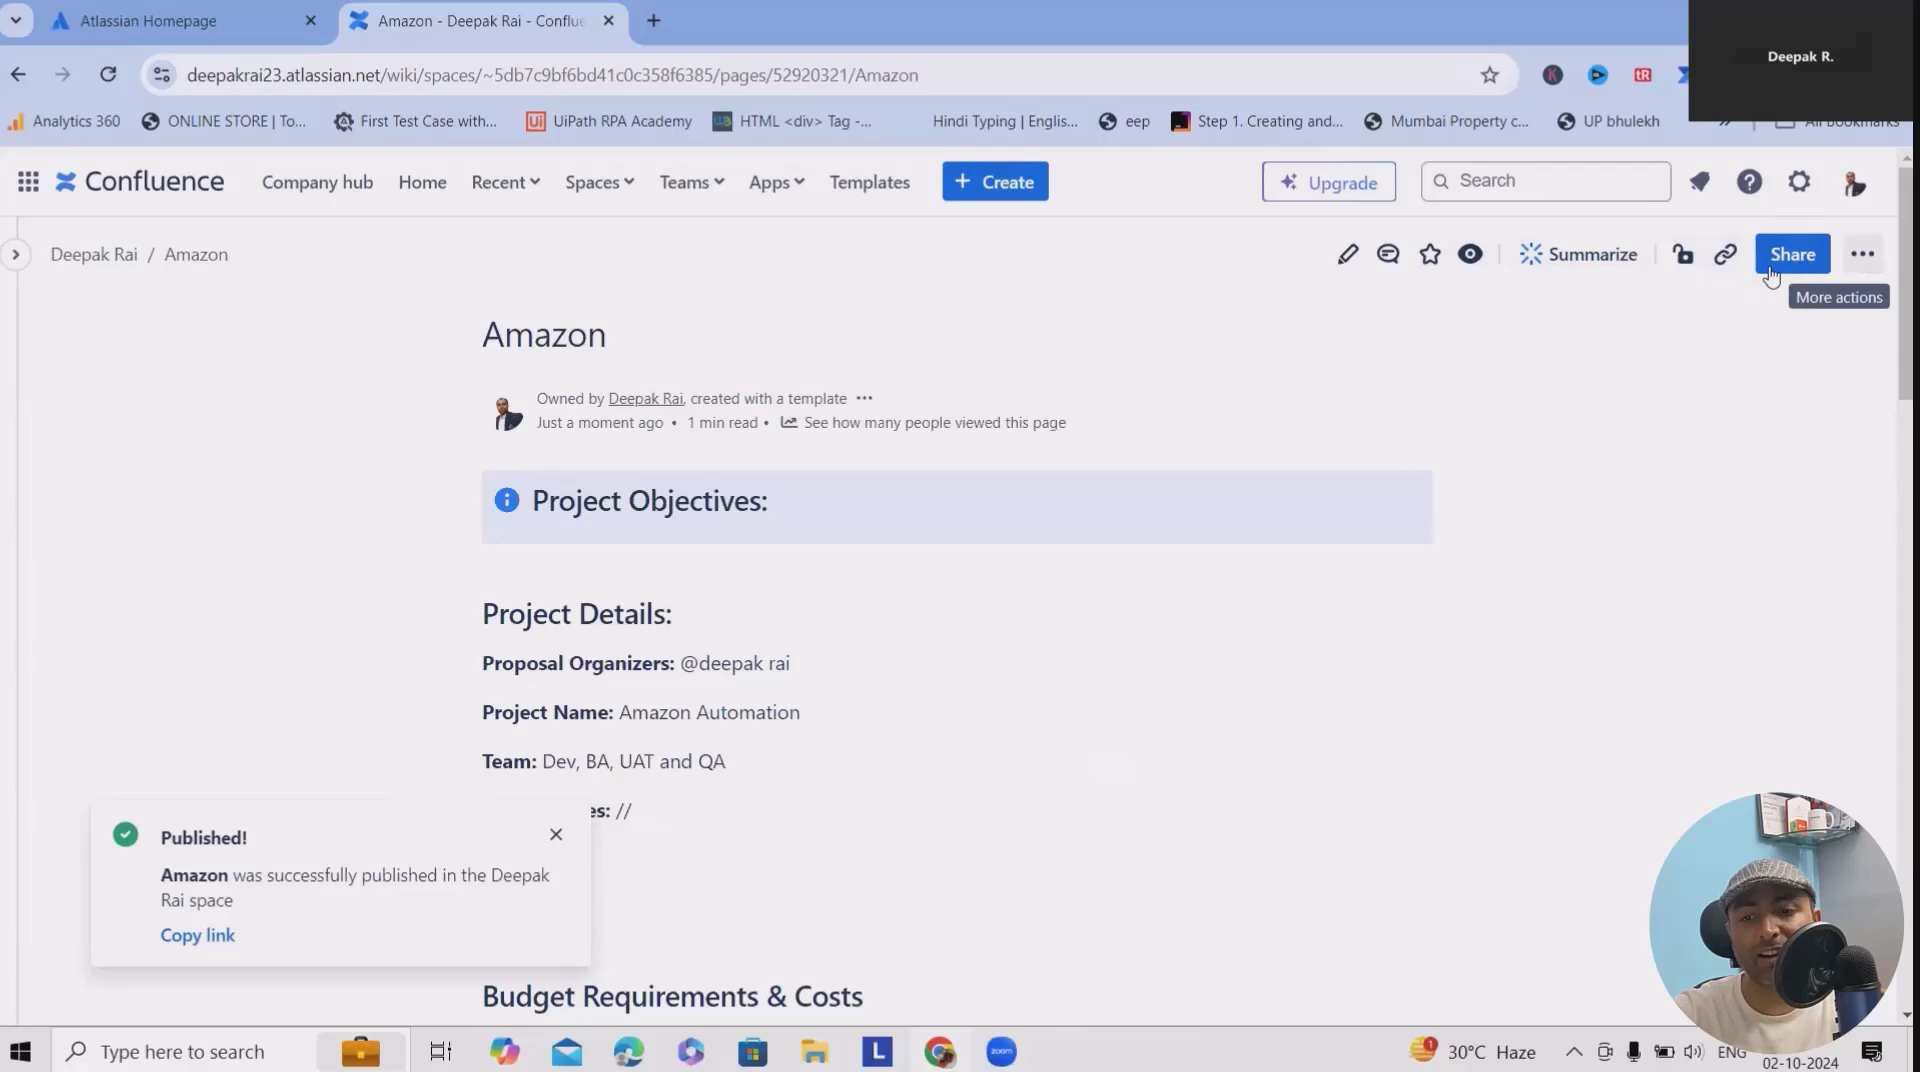 Atlassian Homepage
Amazon - Deepak Rai - Conflue
Deepak R.
deepakrai23.atlassian.net/wiki/spaces/~5db7c9bf6bd41c0c358f6385/pages/52920321/Amazon
Analytics 360
ONLINE STORE | To...
First Test Case with...
UiPath RPA Academy
HTML <div> Tag -...
Hindi Typing | Englis...
eep
Step 1. Creating and...
Mumbai Property c...
UP bhulekh
All Bookmarks
Confluence
Company hub
Home
Recent
Spaces
Teams
Apps
Templates
+ Create
Upgrade
Search
Deepak Rai / Amazon
Summarize
Share
More actions
Amazon
Owned by Deepak Rai, created with a template •••
Just a moment ago • 1 min read • See how many people viewed this page
Project Objectives:
Project Details:
Proposal Organizers: @deepak rai
Project Name: Amazon Automation
Team: Dev, BA, UAT and QA
es: //
Published!
Amazon was successfully published in the Deepak
Rai space
Copy link
Budget Requirements & Costs
Type here to search
L
zoom
1
30°C Haze
ENG
02-10-2024